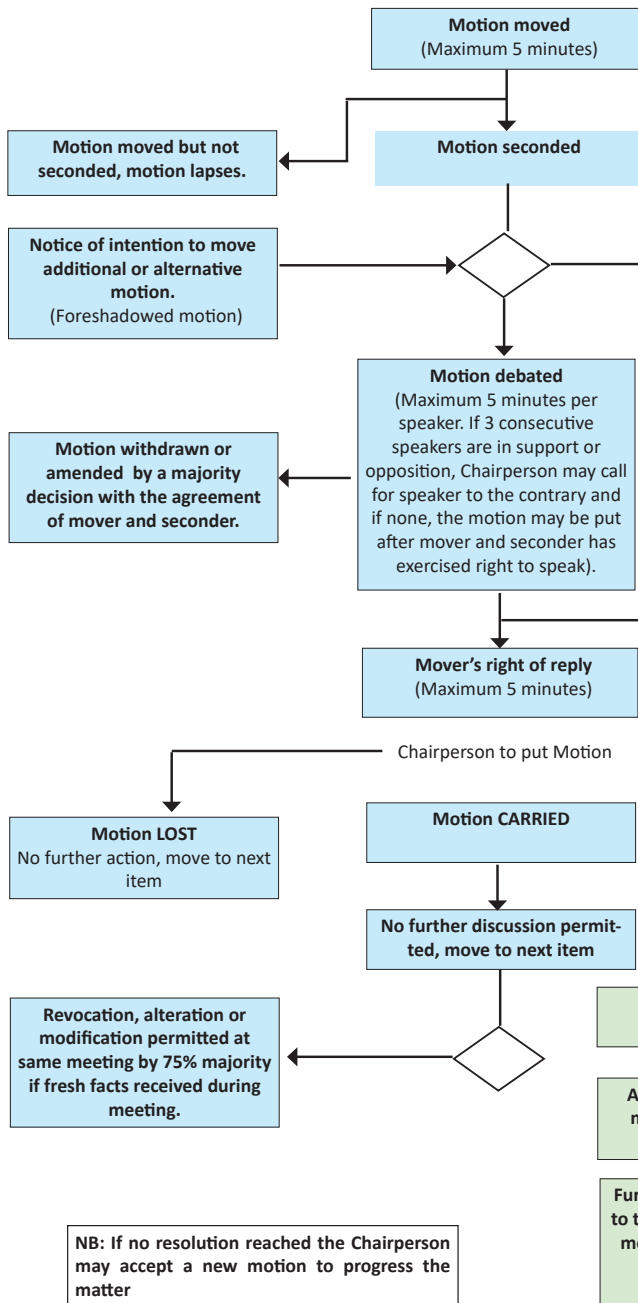 Motion moved
(Maximum 5 minutes)
Motion moved but not
seconded, motion lapses.
Motion seconded
Notice of intention to move
additional or alternative
motion.
(Foreshadowed motion)
Motion debated
(Maximum 5 minutes per
speaker. If 3 consecutive
speakers are in support or
opposition, Chairperson may call
for speaker to the contrary and
if none, the motion may be put
after mover and seconder has
exercised right to speak).
Motion withdrawn or
amended by a majority
decision with the agreement
of mover and seconder.
Mover's right of reply
(Maximum 5 minutes)
Chairperson to put Motion
Motion LOST
No further action, move to next
item
Motion CARRIED
No further discussion permit-
ted, move to next item
Revocation, alteration or
modification permitted at
same meeting by 75% majority
if fresh facts received during
meeting.
to
NB: If no resolution reached the Chairperson
may accept a new motion to progress the
matter